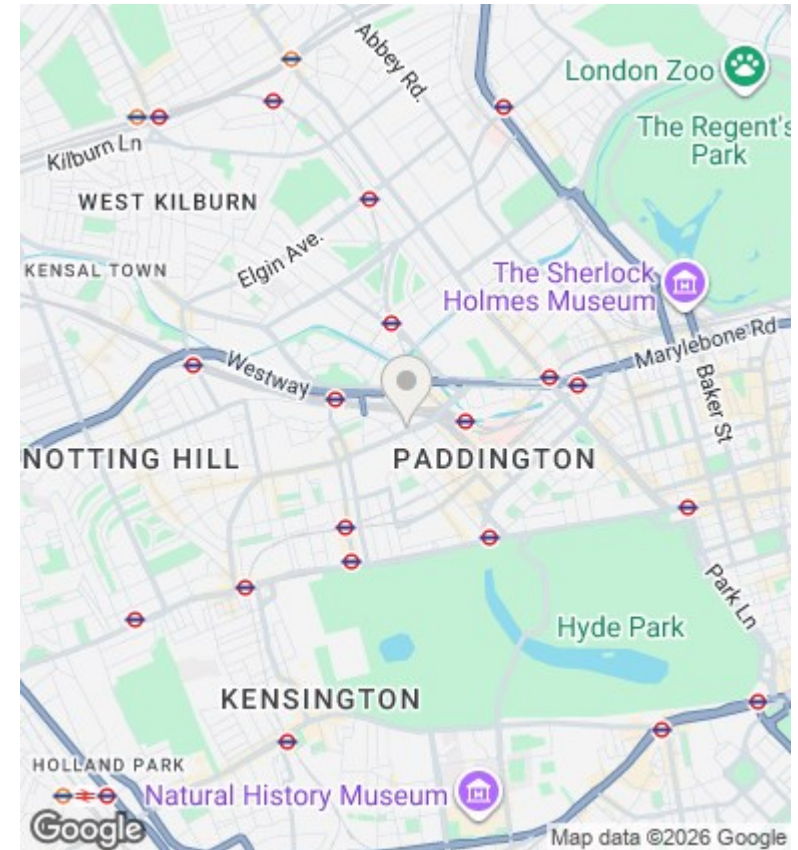 Abbey Rd.
London Zoo
The Regent's
Park
Kilburn Ln
WEST KILBURN
Elgin Ave.
KENSAL TOWN
The Sherlock
Holmes Museum
Marylebone Rd
Westway
Baker St
NOTTING HILL
PADDINGTON
Park Ln
Hyde Park
KENSINGTON
HOLLAND PARK
Natural History Museum
Google
Map data ©2026 Google